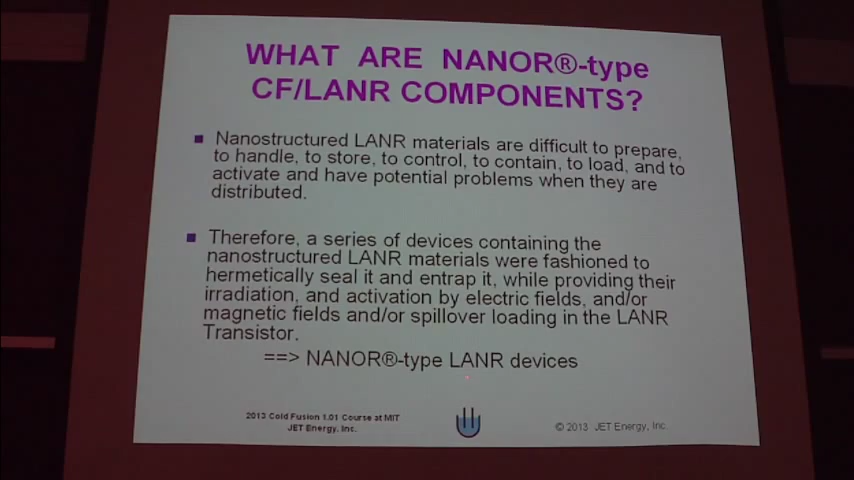 WHAT ARE NANOR®-type
CF/LANR COMPONENTS?
Nanostructured LANR materials are difficult to prepare,
to handle, to store, to control, to contain, to load, and to
activate and have potential problems when they are
distributed.
Therefore, a series of devices containing the
nanostructured LANR materials were fashioned to
hermetically seal it and entrap it, while providing their
irradiation, and activation by electric fields, and/or
magnetic fields and/or spillover loading in the LANR
Transistor.
==> NANOR®-type LANR devices
2013 Cold Fusion 1.01 Course at MIT
JET Energy, Inc.
© 2013 JET Energy, Inc.